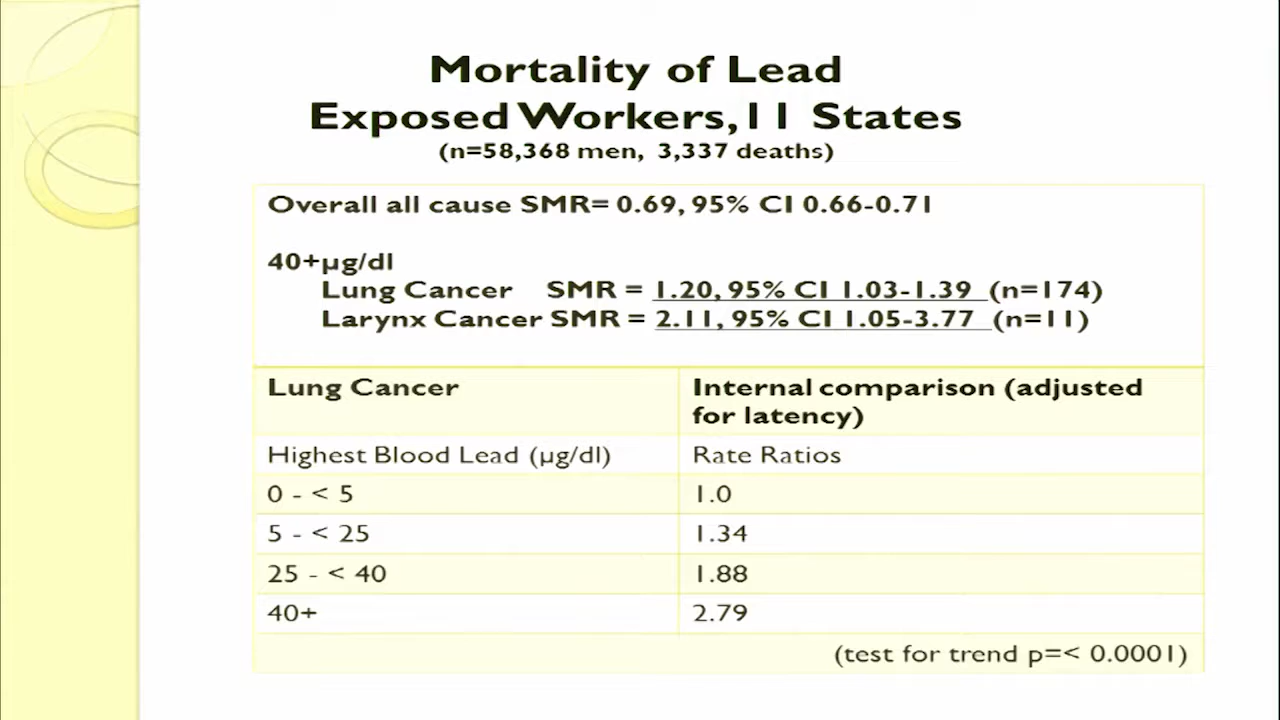 Mortality of Lead
Exposed Workers, 11 States
(n=58,368 men, 3,337 deaths)
Overall all cause SMR= 0.69, 95% CI 0.66-0.71
40+µg/dl
Lung Cancer SMR = 1.20, 95% CI 1.03-1.39 (n=174)
Larynx Cancer SMR = 2.11, 95% CI 1.05-3.77 (n=11)
Lung Cancer Internal comparison (adjusted
for latency)
Highest Blood Lead (µg/dl) Rate Ratios
0 - < 5 1.0
5 - < 25 1.34
25 - < 40 1.88
40+ 2.79
(test for trend p=< 0.0001)